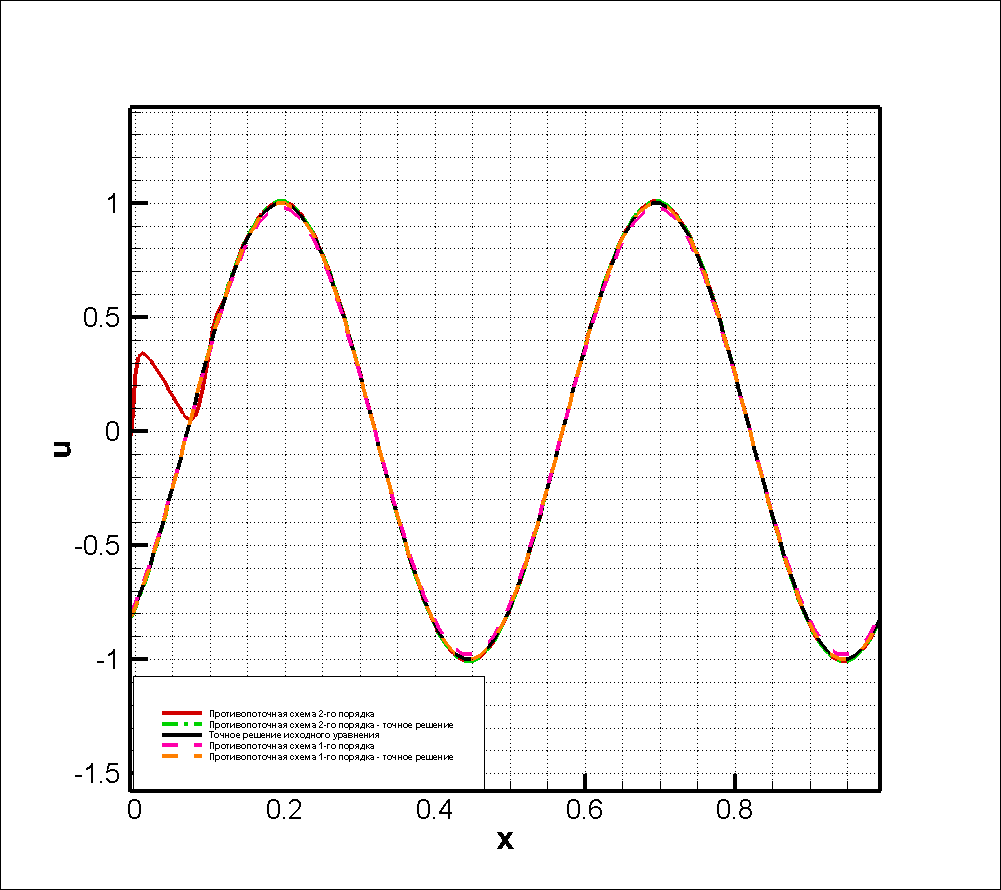 1
0.5
0
-0.5
-1
-1.5
u
Противопоточная схема 2-го порядка
Противопоточная схема 2-го порядка - точное решение
Точное решение исходного уравнения
Противопоточная схема 1-го порядка
Противопоточная схема 1-го порядка - точное решение
0 0.2 0.4 0.6 0.8
x